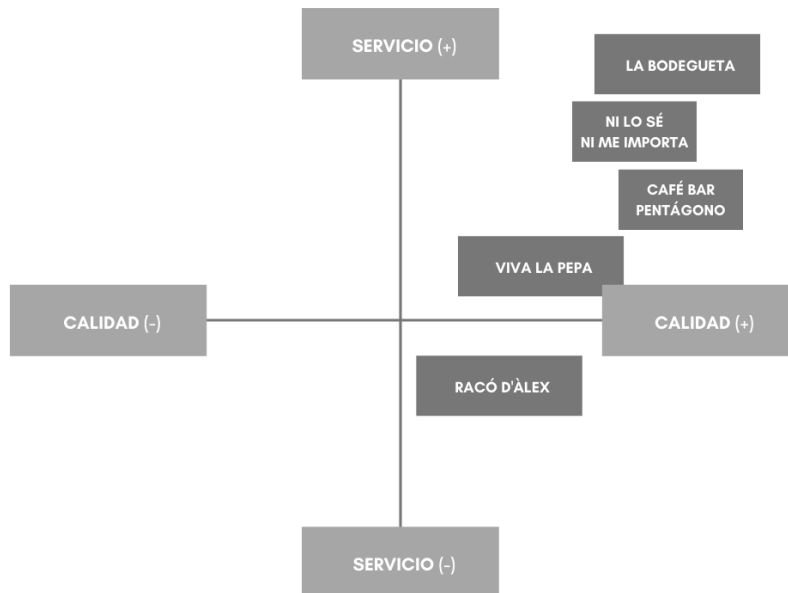 SERVICIO (+)
LA BODEGUETA
NI LO SÉ
NI ME IMPORTA
CAFÉ BAR
PENTÁGONO
VIVA LA PEPA
CALIDAD (-)
CALIDAD (+)
RACÓ D'ÀLEX
SERVICIO (-)